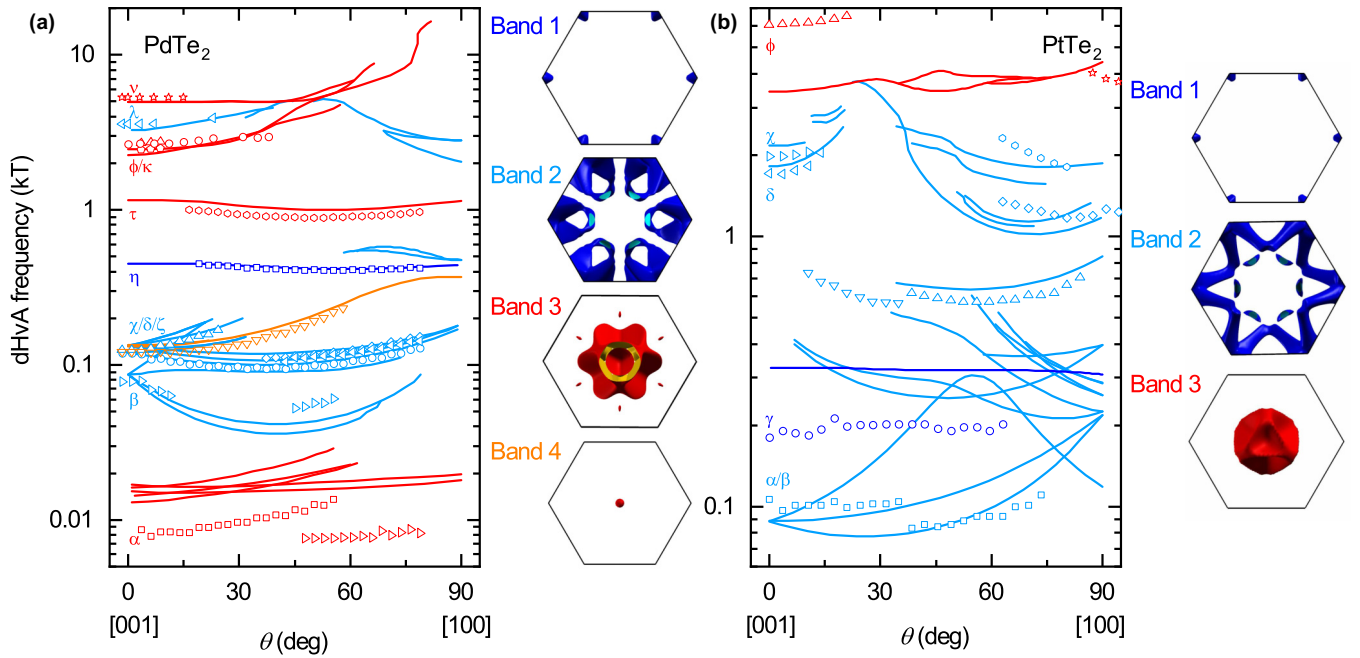 (a)
PdTe2
10
1
0.1
0.01
dHvA frequency (kT)
ν
λ
ϕ/κ
τ
η
χ/δ/ζ
β
α
0
30
60
90
[001]
θ (deg)
[100]
Band 1
Band 2
Band 3
Band 4
(b)
PtTe2
1
0.1
ϕ
χ
δ
γ
α/β
0
30
60
90
[001]
θ (deg)
[100]
Band 1
Band 2
Band 3